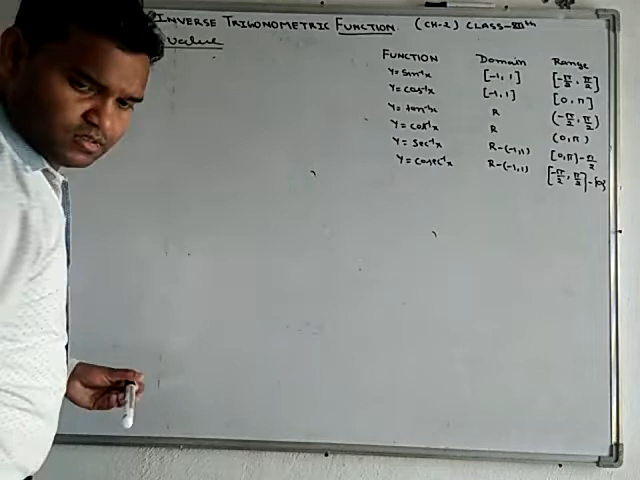 INVERSE TRIGONOMETRIC FUNCTION (CH-2) CLASS-XIIth
Value
FUNCTION Domain Range
y=sin⁻¹x [-1,1] [-π/2, π/2]
y=cos⁻¹x [-1,1] [0,π]
y=tan⁻¹x R (-π/2, π/2)
y=cot⁻¹x R (0,π)
y=sec⁻¹x R-(-1,1) [0,π]-π/2
y=cosec⁻¹x R-(-1,1) [-π/2, π/2]-{0}